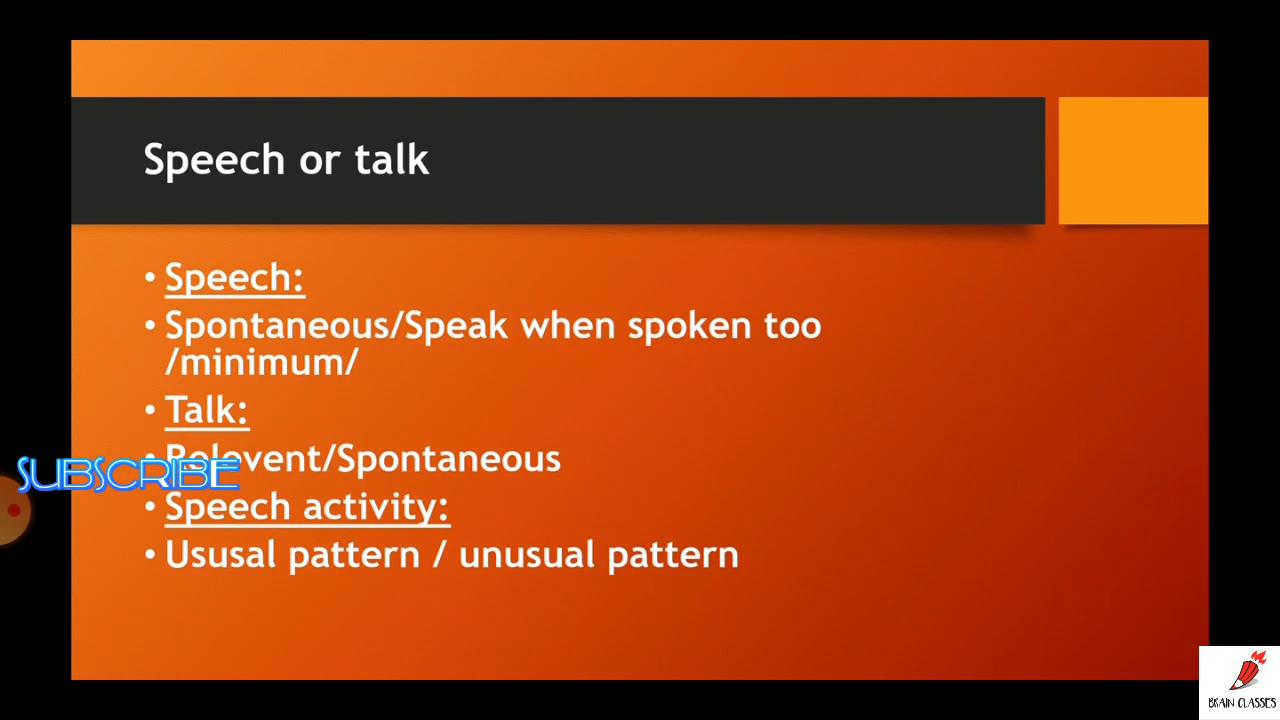 Speech or talk
• Speech:
• Spontaneous/Speak when spoken too
/minimum/
• Talk:
• Relevent/Spontaneous
SUBSCRIBE
• Speech activity:
• Ususal pattern / unusual pattern
BRAIN CLASSES